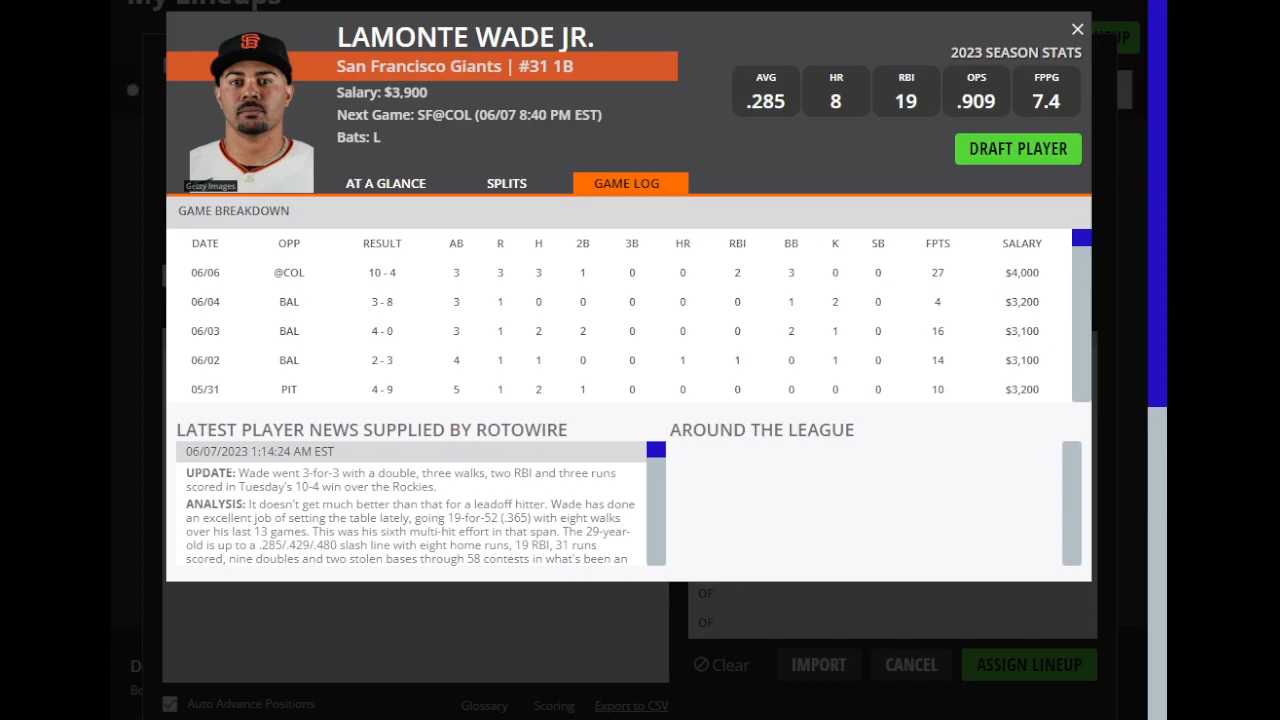 My Lineups
LAMONTE WADE JR.
San Francisco Giants | #31 1B
Salary: $3,900
Next Game: SF@COL (06/07 8:40 PM EST)
Bats: L
2023 SEASON STATS
AVG HR RBI OPS FPPG
.285 8 19 .909 7.4
DRAFT PLAYER
Getty Images
AT A GLANCE SPLITS GAME LOG
GAME BREAKDOWN
DATE OPP RESULT AB R H 2B 3B HR RBI BB K SB FPTS SALARY
06/06 @COL 10 - 4 3 3 3 1 0 0 2 3 0 0 27 $4,000
06/04 BAL 3 - 8 3 1 0 0 0 0 0 1 2 0 4 $3,200
06/03 BAL 4 - 0 3 1 2 2 0 0 0 2 1 0 16 $3,100
06/02 BAL 2 - 3 4 1 1 0 0 1 1 0 1 0 14 $3,100
05/31 PIT 4 - 9 5 1 2 1 0 0 0 0 0 0 10 $3,200
LATEST PLAYER NEWS SUPPLIED BY ROTOWIRE
06/07/2023 1:14:24 AM EST
UPDATE: Wade went 3-for-3 with a double, three walks, two RBI and three runs
scored in Tuesday's 10-4 win over the Rockies.
ANALYSIS: It doesn't get much better than that for a leadoff hitter. Wade has done
an excellent job of setting the table lately, going 19-for-52 (.365) with eight walks
over his last 13 games. This was his sixth multi-hit effort in that span. The 29-year-
old is up to a .285/.429/.480 slash line with eight home runs, 19 RBI, 31 runs
scored, nine doubles and two stolen bases through 58 contests in what's been an
AROUND THE LEAGUE
OF
OF
Clear IMPORT CANCEL ASSIGN LINEUP
Auto Advance Positions
Glossary Scoring Export to CSV